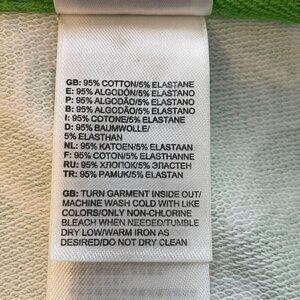 GB: 95% COTTON/5% ELASTANE
E: 95% ALGODÓN/5% ELASTANO
P: 95% ALGODÃO/5% ELASTANO
B: 95% ALGODÃO/5% ELASTANO
I: 95% COTONE/5% ELASTANE
D: 95% BAUMWOLLE/
5% ELASTHAN
NL: 95% KATOEN/5% ELASTAAN
F: 95% COTON/5% ELASTHANNE
RU: 95% ХЛОПОК/5% ЭЛАСТЕН
TR: 95% PAMUK/5% ELASTAN
GB: TURN GARMENT INSIDE OUT/
MACHINE WASH COLD WITH LIKE
COLORS/ONLY NON-CHLORINE
BLEACH WHEN NEEDED/TUMBLE
DRY LOW/WARM IRON AS
DESIRED/DO NOT DRY CLEAN